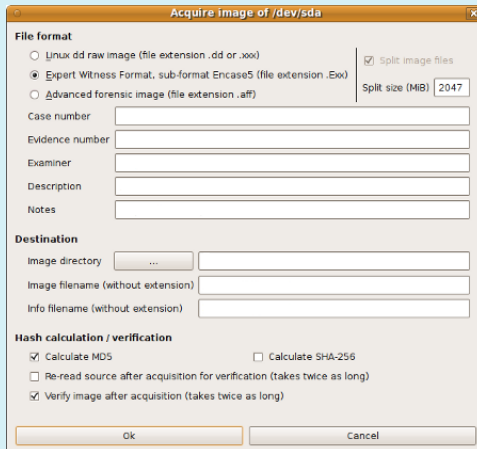 Acquire image of /dev/sda
File format
Linux dd raw image (file extension .dd or .xxx)
Expert Witness Format, sub-format Encase5 (file extension .Exx)
Advanced forensic image (file extension .aff)
Split image files
Split size (MiB) 2047
Case number
Evidence number
Examiner
Description
Notes
Destination
Image directory ...
Image filename (without extension)
Info filename (without extension)
Hash calculation / verification
Calculate MD5 Calculate SHA-256
Re-read source after acquisition for verification (takes twice as long)
Verify image after acquisition (takes twice as long)
Ok Cancel